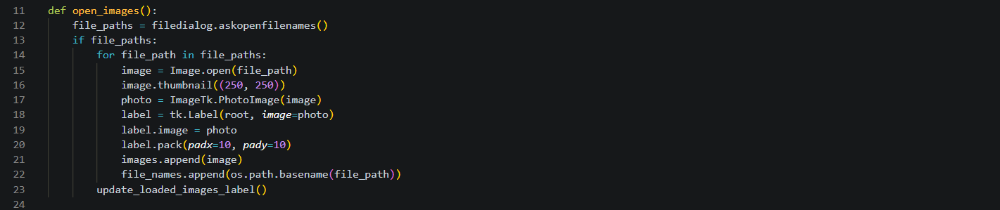 11 def open_images():
12     file_paths = filedialog.askopenfilenames()
13     if file_paths:
14         for file_path in file_paths:
15             image = Image.open(file_path)
16             image.thumbnail((250, 250))
17             photo = ImageTk.PhotoImage(image)
18             label = tk.Label(root, image=photo)
19             label.image = photo
20             label.pack(padx=10, pady=10)
21             images.append(image)
22             file_names.append(os.path.basename(file_path))
23         update_loaded_images_label()
24